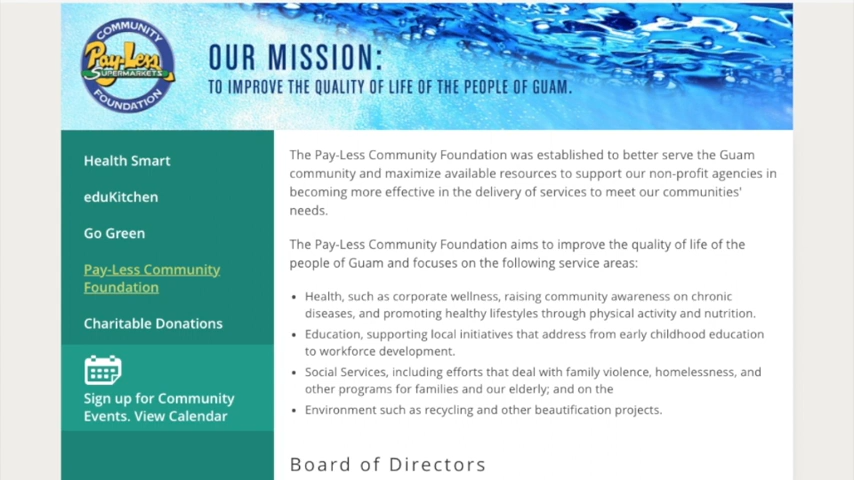 COMMUNITY
Pay-Less
SUPERMARKETS
FOUNDATION
OUR MISSION:
TO IMPROVE THE QUALITY OF LIFE OF THE PEOPLE OF GUAM.
Health Smart
eduKitchen
Go Green
Pay-Less Community
Foundation
Charitable Donations
Sign up for Community
Events. View Calendar
The Pay-Less Community Foundation was established to better serve the Guam
community and maximize available resources to support our non-profit agencies in
becoming more effective in the delivery of services to meet our communities'
needs.
The Pay-Less Community Foundation aims to improve the quality of life of the
people of Guam and focuses on the following service areas:
• Health, such as corporate wellness, raising community awareness on chronic
diseases, and promoting healthy lifestyles through physical activity and nutrition.
• Education, supporting local initiatives that address from early childhood education
to workforce development.
• Social Services, including efforts that deal with family violence, homelessness, and
other programs for families and our elderly; and on the
• Environment such as recycling and other beautification projects.
Board of Directors